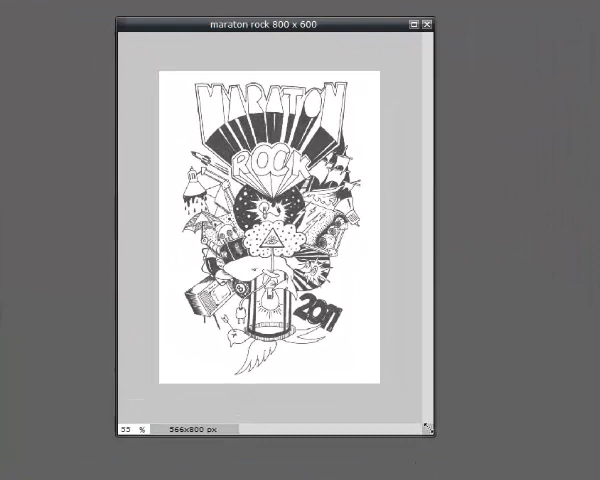 maraton rock 800 x 600
MARATON
ROCK
2011
55 %
566x800 px